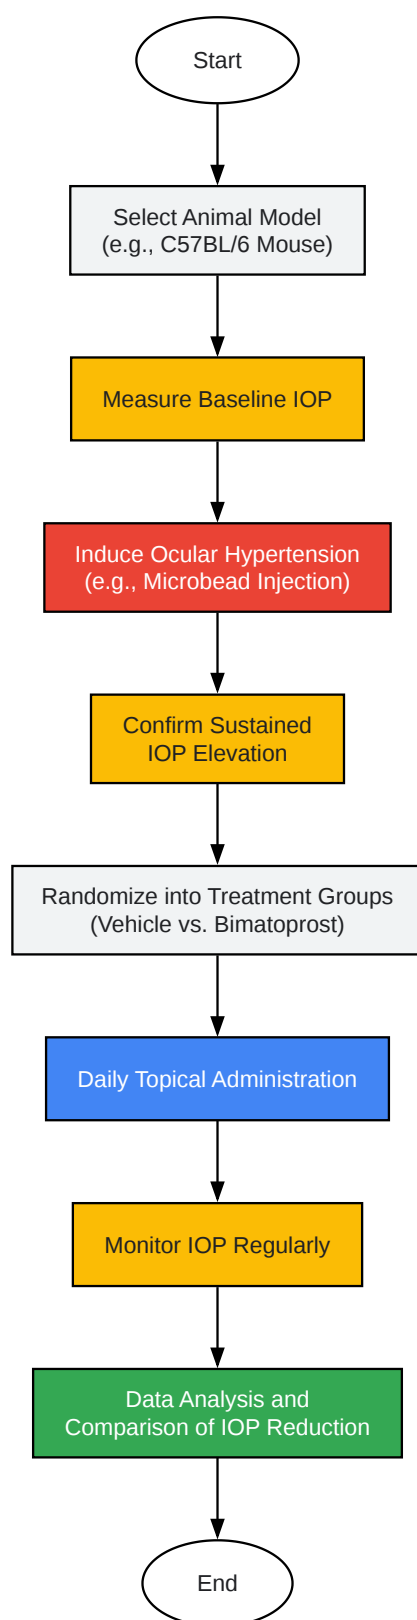 Start
Select Animal Model
(e.g., C57BL/6 Mouse)
Measure Baseline IOP
Induce Ocular Hypertension
(e.g., Microbead Injection)
Confirm Sustained
IOP Elevation
Randomize into Treatment Groups
(Vehicle vs. Bimatoprost)
Daily Topical Administration
Monitor IOP Regularly
Data Analysis and
Comparison of IOP Reduction
End